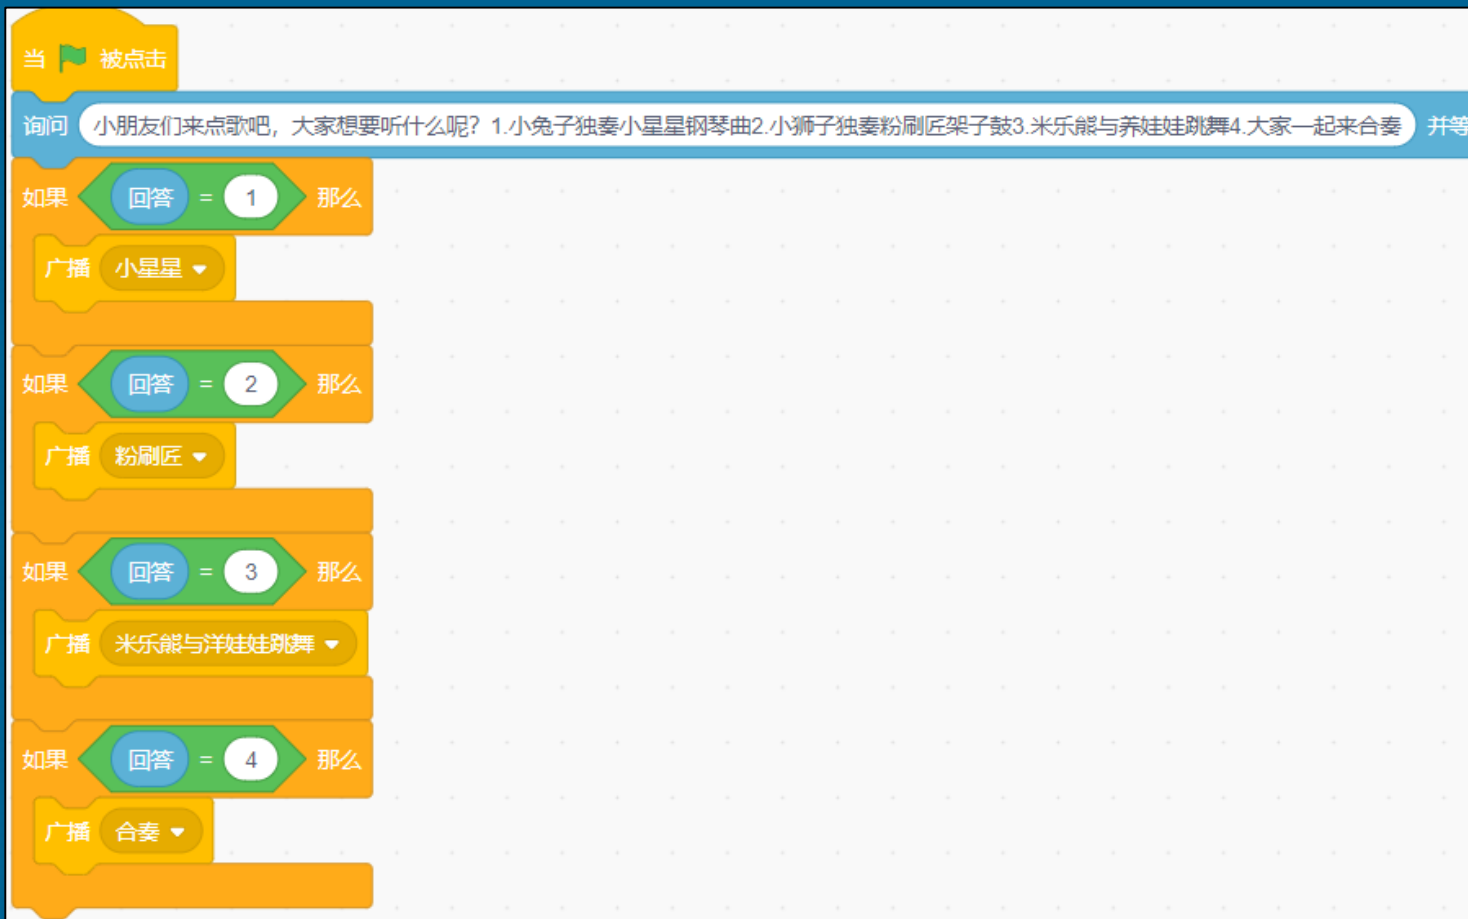 当 被点击
询问 小朋友们来点歌吧，大家想要听什么呢？1.小兔子独奏小星星钢琴曲2.小狮子独奏粉刷匠架子鼓3.米乐熊与养娃娃跳舞4.大家一起来合奏 并等
如果 回答 = 1 那么
广播 小星星
如果 回答 = 2 那么
广播 粉刷匠
如果 回答 = 3 那么
广播 米乐熊与洋娃娃跳舞
如果 回答 = 4 那么
广播 合奏